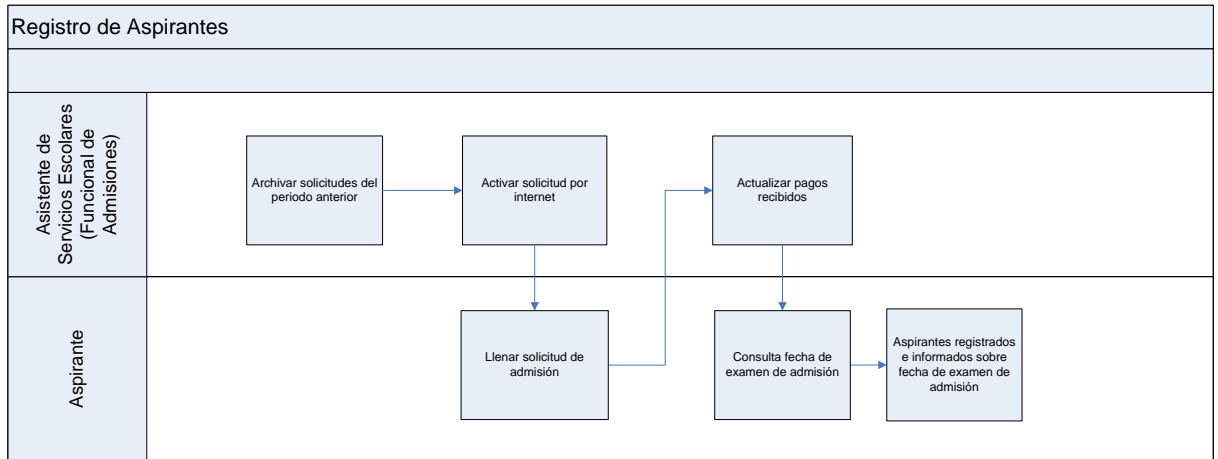 Registro de Aspirantes
Asistente de
Servicios Escolares
(Funcional de
Admisiones)
Archivar solicitudes del
periodo anterior
Activar solicitud por
internet
Actualizar pagos
recibidos
Aspirante
Llenar solicitud de
admisión
Consulta fecha de
examen de admisión
Aspirantes registrados
e informados sobre
fecha de examen de
admisión